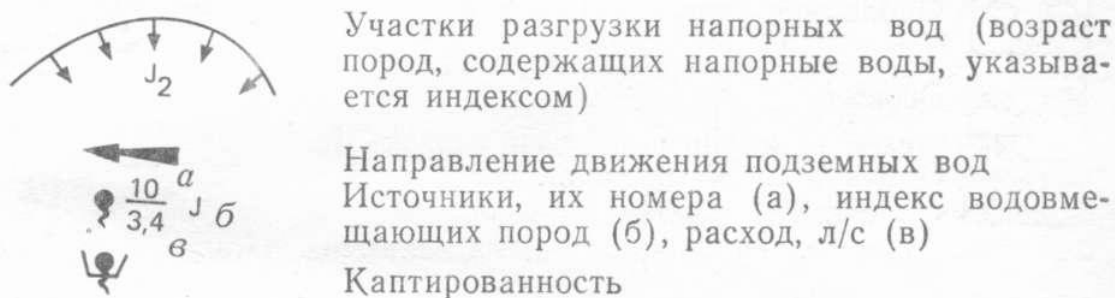 Участки разгрузки напорных вод (возраст
пород, содержащих напорные воды, указыва-
J₂
ется индексом)
Направление движения подземных вод
10 а
Источники, их номера (а), индекс водовме-
J б
3,4
щающих пород (б), расход, л/с (в)
в
Каптированность